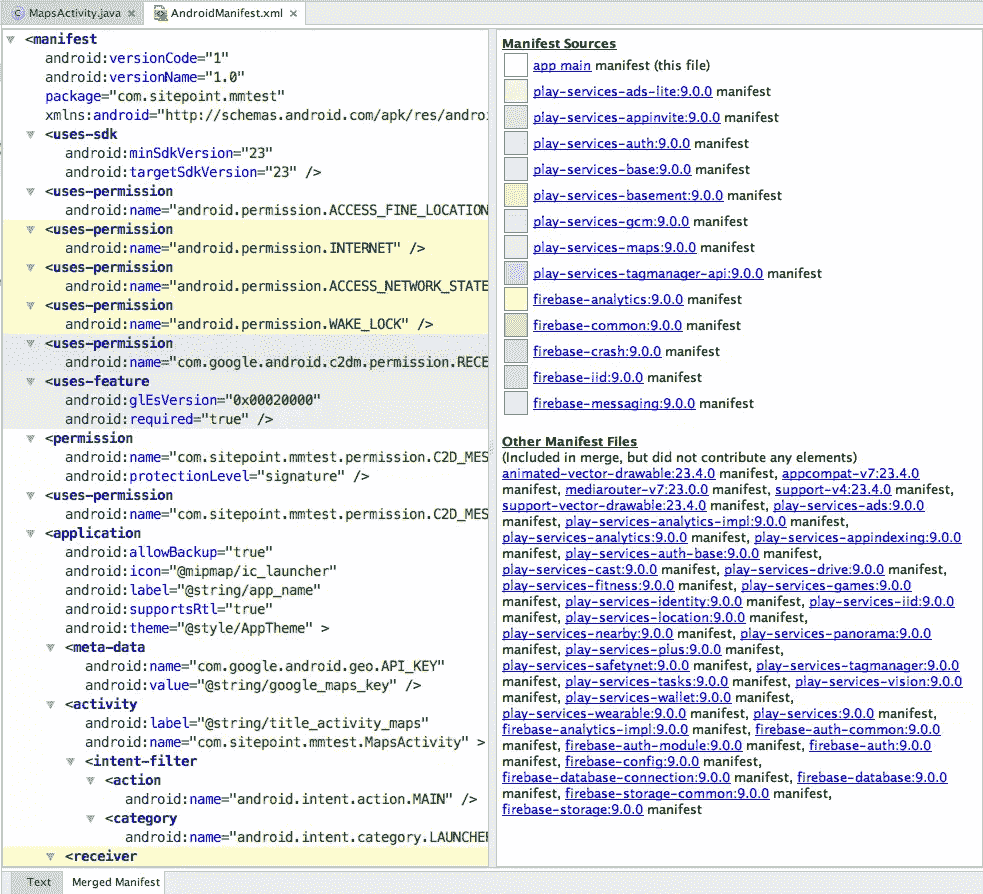 MapsActivity.java
AndroidManifest.xml
<manifest
android:versionCode="1"
android:versionName="1.0"
package="com.sitepoint.mmtest"
xmlns:android="http://schemas.android.com/apk/res/andro
<uses-sdk
android:minSdkVersion="23"
android:targetSdkVersion="23" />
<uses-permission
android:name="android.permission.ACCESS_FINE_LOCATION
<uses-permission
android:name="android.permission.INTERNET" />
<uses-permission
android:name="android.permission.ACCESS_NETWORK_STATE
<uses-permission
android:name="android.permission.WAKE_LOCK" />
<uses-permission
android:name="com.google.android.c2dm.permission.RECE
<uses-feature
android:glEsVersion="0x00020000"
android:required="true" />
<permission
android:name="com.sitepoint.mmtest.permission.C2D_MES
android:protectionLevel="signature" />
<uses-permission
android:name="com.sitepoint.mmtest.permission.C2D_MES
<application
android:allowBackup="true"
android:icon="@mipmap/ic_launcher"
android:label="@string/app_name"
android:supportsRtl="true"
android:theme="@style/AppTheme" >
<meta-data
android:name="com.google.android.geo.API_KEY"
android:value="@string/google_maps_key" />
<activity
android:label="@string/title_activity_maps"
android:name="com.sitepoint.mmtest.MapsActivity" >
<intent-filter
<action
android:name="android.intent.action.MAIN" />
<category
android:name="android.intent.category.LAUNCHER
<receiver
Manifest Sources
app main manifest (this file)
play-services-ads-lite:9.0.0 manifest
play-services-appinvite:9.0.0 manifest
play-services-auth:9.0.0 manifest
play-services-base:9.0.0 manifest
play-services-basement:9.0.0 manifest
play-services-gcm:9.0.0 manifest
play-services-maps:9.0.0 manifest
play-services-tagmanager-api:9.0.0 manifest
firebase-analytics:9.0.0 manifest
firebase-common:9.0.0 manifest
firebase-crash:9.0.0 manifest
firebase-iid:9.0.0 manifest
firebase-messaging:9.0.0 manifest
Other Manifest Files
(Included in merge, but did not contribute any elements)
animated-vector-drawable:23.4.0 manifest, appcompat-v7:23.4.0
manifest, mediarouter-v7:23.0.0 manifest, support-v4:23.4.0 manifest,
support-vector-drawable:23.4.0 manifest, play-services-ads:9.0.0
manifest, play-services-analytics-impl:9.0.0 manifest,
play-services-analytics:9.0.0 manifest, play-services-appindexing:9.0.0
manifest, play-services-auth-base:9.0.0 manifest,
play-services-cast:9.0.0 manifest, play-services-drive:9.0.0 manifest,
play-services-fitness:9.0.0 manifest, play-services-games:9.0.0
manifest, play-services-identity:9.0.0 manifest, play-services-iid:9.0.0
manifest, play-services-location:9.0.0 manifest,
play-services-nearby:9.0.0 manifest, play-services-panorama:9.0.0
manifest, play-services-plus:9.0.0 manifest,
play-services-safetynet:9.0.0 manifest, play-services-tagmanager:9.0.0
manifest, play-services-tasks:9.0.0 manifest, play-services-vision:9.0.0
manifest, play-services-wallet:9.0.0 manifest,
play-services-wearable:9.0.0 manifest, play-services:9.0.0 manifest,
firebase-analytics-impl:9.0.0 manifest, firebase-auth-common:9.0.0
manifest, firebase-auth-module:9.0.0 manifest, firebase-auth:9.0.0
manifest, firebase-config:9.0.0 manifest,
firebase-database-connection:9.0.0 manifest, firebase-database:9.0.0
manifest, firebase-storage-common:9.0.0 manifest,
firebase-storage:9.0.0 manifest
Text
Merged Manifest